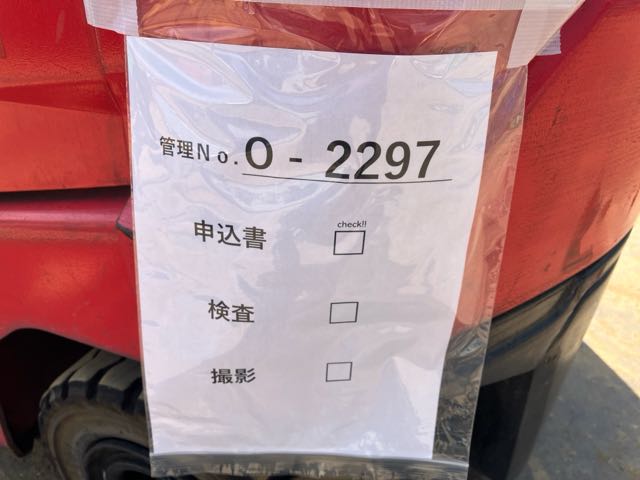 管理No. O - 2297
check!!
申込書 □
検査 □
撮影 □